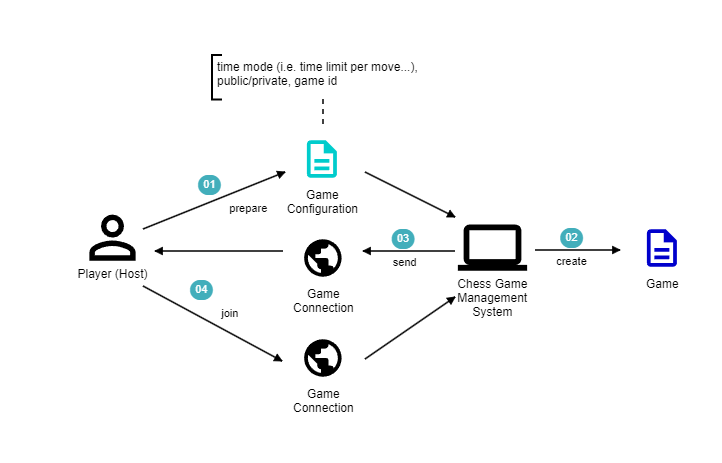 time mode (i.e. time limit per move...),
public/private, game id
01
prepare
Game
Configuration
Player (Host)
03
send
02
create
Game
Connection
Chess Game
Management
System
Game
04
join
Game
Connection